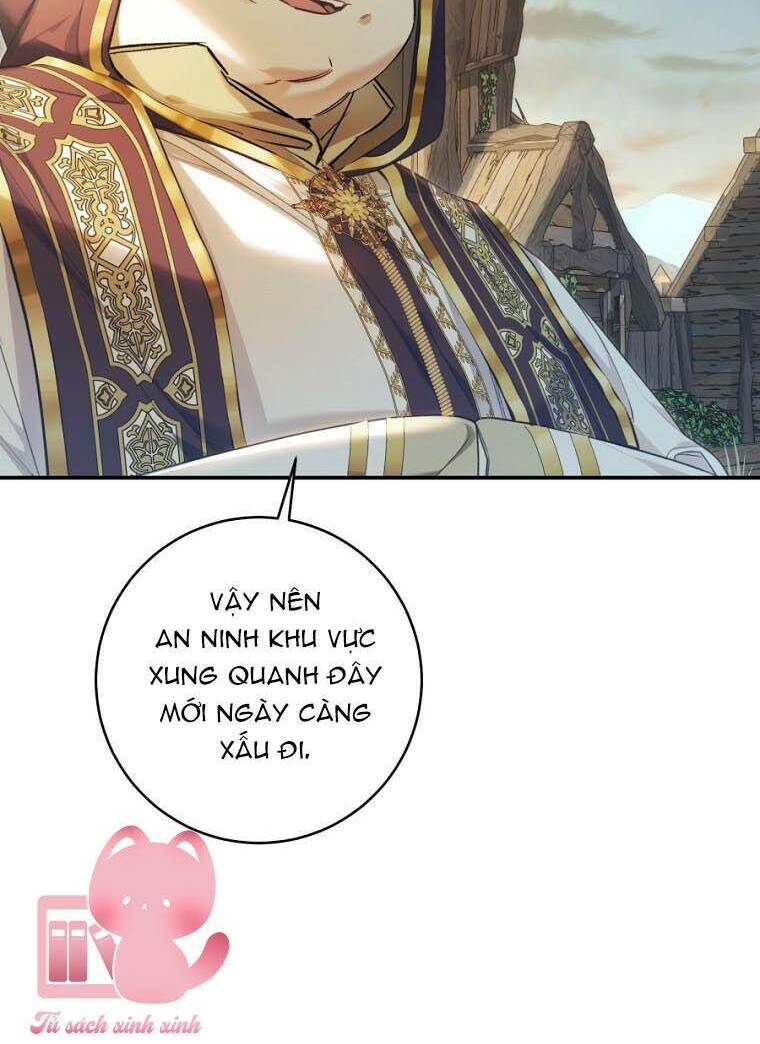 VẬY NÊN
AN NINH KHU VỰC
XUNG QUANH ĐÂY
MỚI NGÀY CÀNG
XẤU ĐI.
Tủ sách xinh xinh